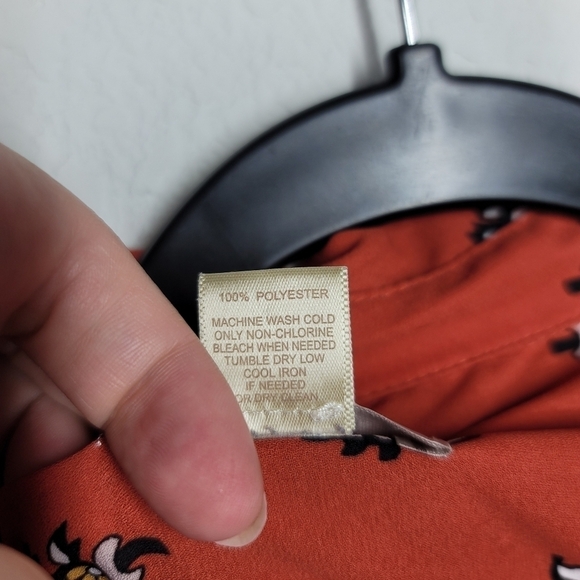 100% POLYESTER
MACHINE WASH COLD
ONLY NON-CHLORINE
BLEACH WHEN NEEDED
TUMBLE DRY LOW
COOL IRON
IF NEEDED
OR DRY CLEAN